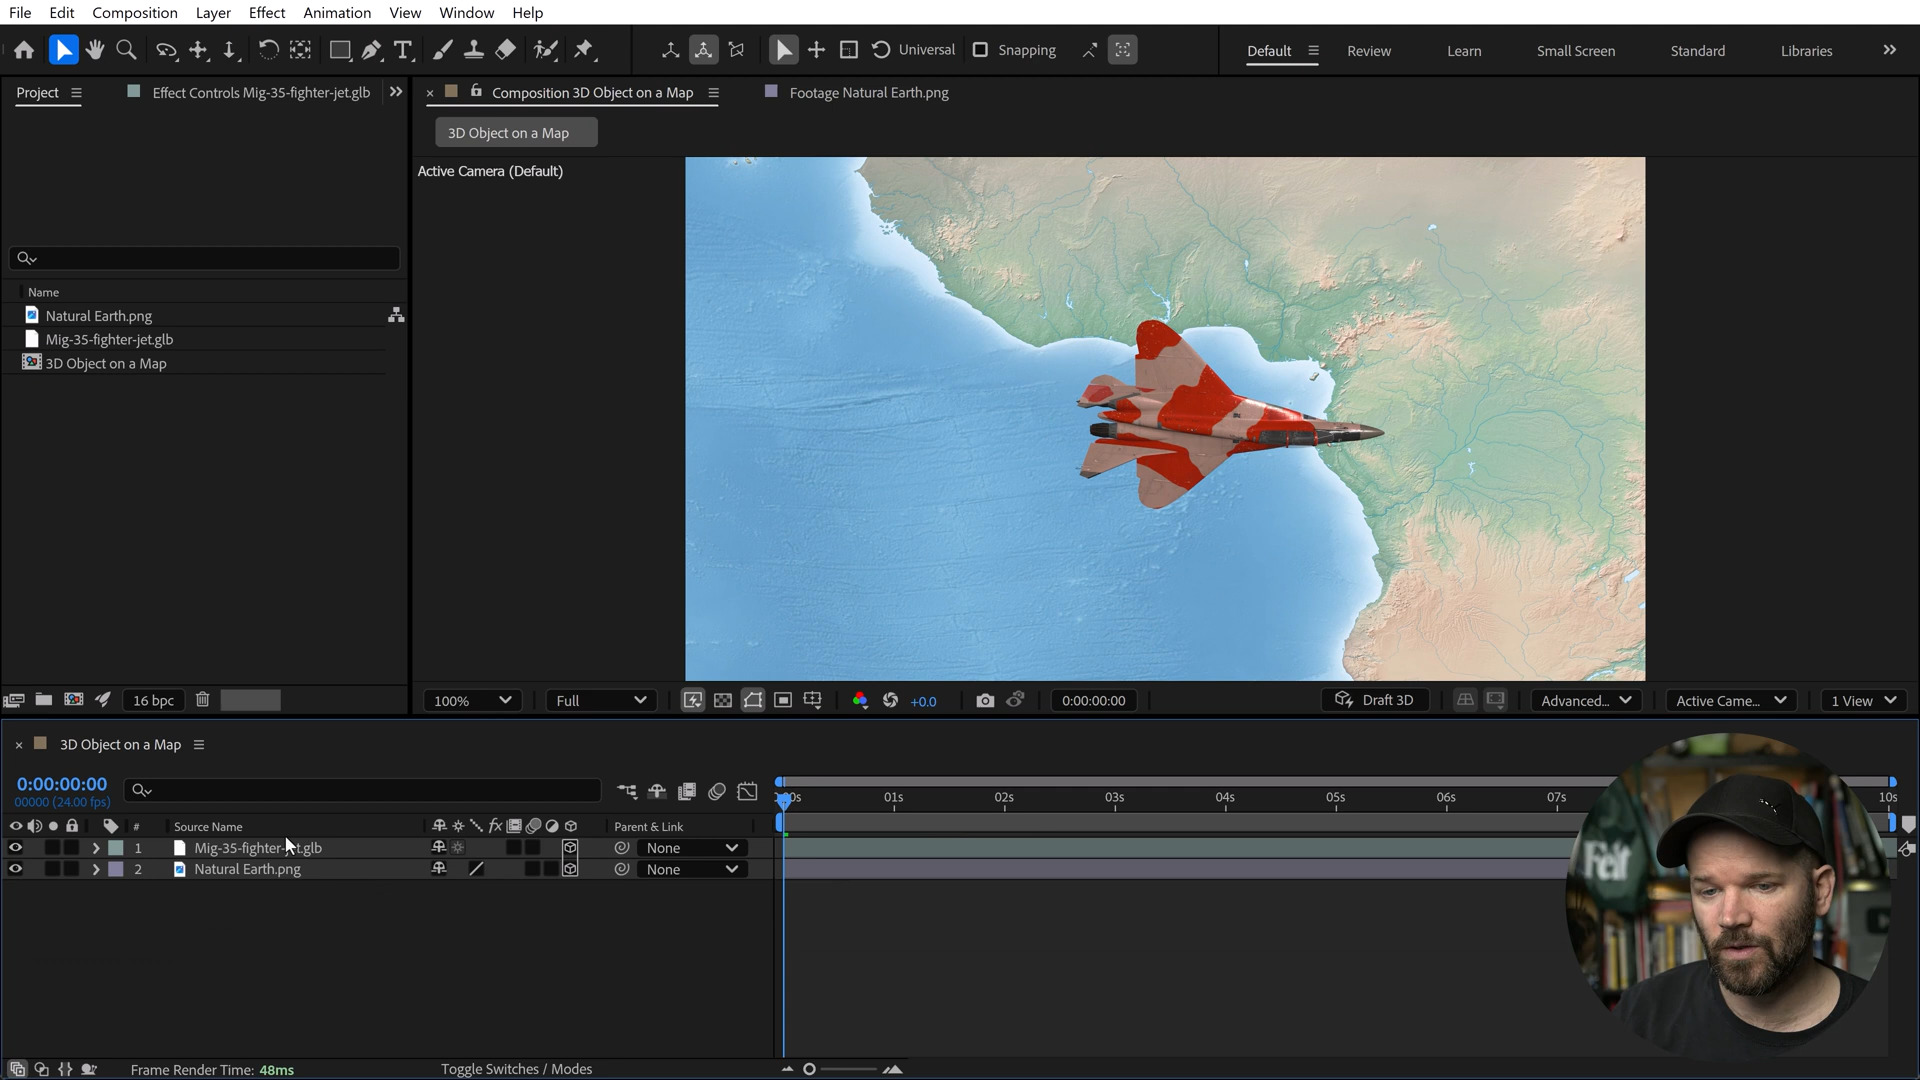 File Edit Composition Layer Effect Animation View Window Help
Universal Snapping Default Review Learn Small Screen Standard Libraries
Project Effect Controls Mig-35-fighter-jet.glb Composition 3D Object on a Map Footage Natural Earth.png
3D Object on a Map
Active Camera (Default)
Name
Natural Earth.png
Mig-35-fighter-jet.glb
3D Object on a Map
16 bpc 100% Full +0.0 0:00:00:00 Draft 3D Advanced... Active Came... 1 View
3D Object on a Map
0:00:00:00
00000 (24.00 fps)
00s 01s 02s 03s 04s 05s 06s 07s 10s
# Source Name fx Parent & Link
1 Mig-35-fighter-jet.glb None
2 Natural Earth.png None
Felt
Frame Render Time: 48ms Toggle Switches / Modes